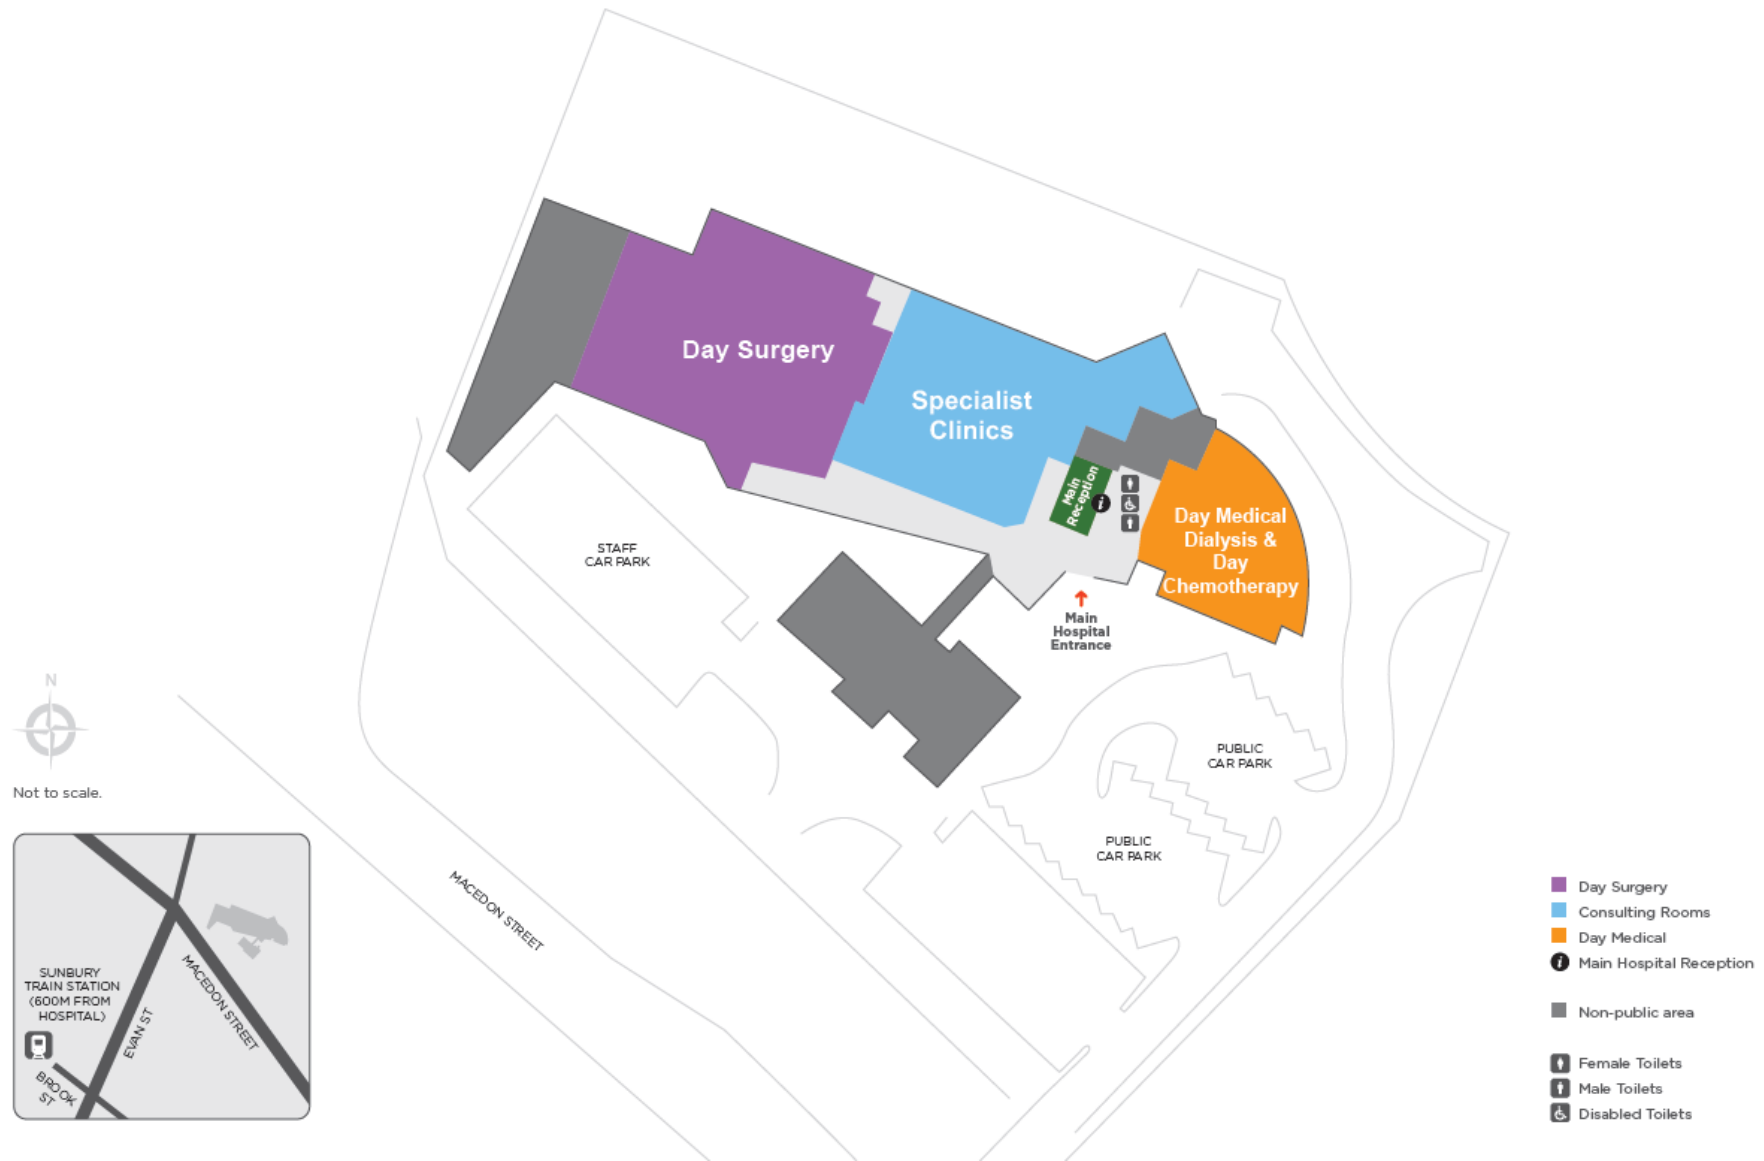 Day Surgery
Specialist
Clinics
Main
Reception
i
Day Medical
Dialysis &
Day
Chemotherapy
STAFF
CAR PARK
Main
Hospital
Entrance
N
Not to scale.
PUBLIC
CAR PARK
PUBLIC
CAR PARK
MACEDON STREET
SUNBURY
TRAIN STATION
(600M FROM
HOSPITAL)
EVAN ST
MACEDON STREET
BROOK
ST
Day Surgery
Consulting Rooms
Day Medical
i Main Hospital Reception
Non-public area
Female Toilets
Male Toilets
Disabled Toilets